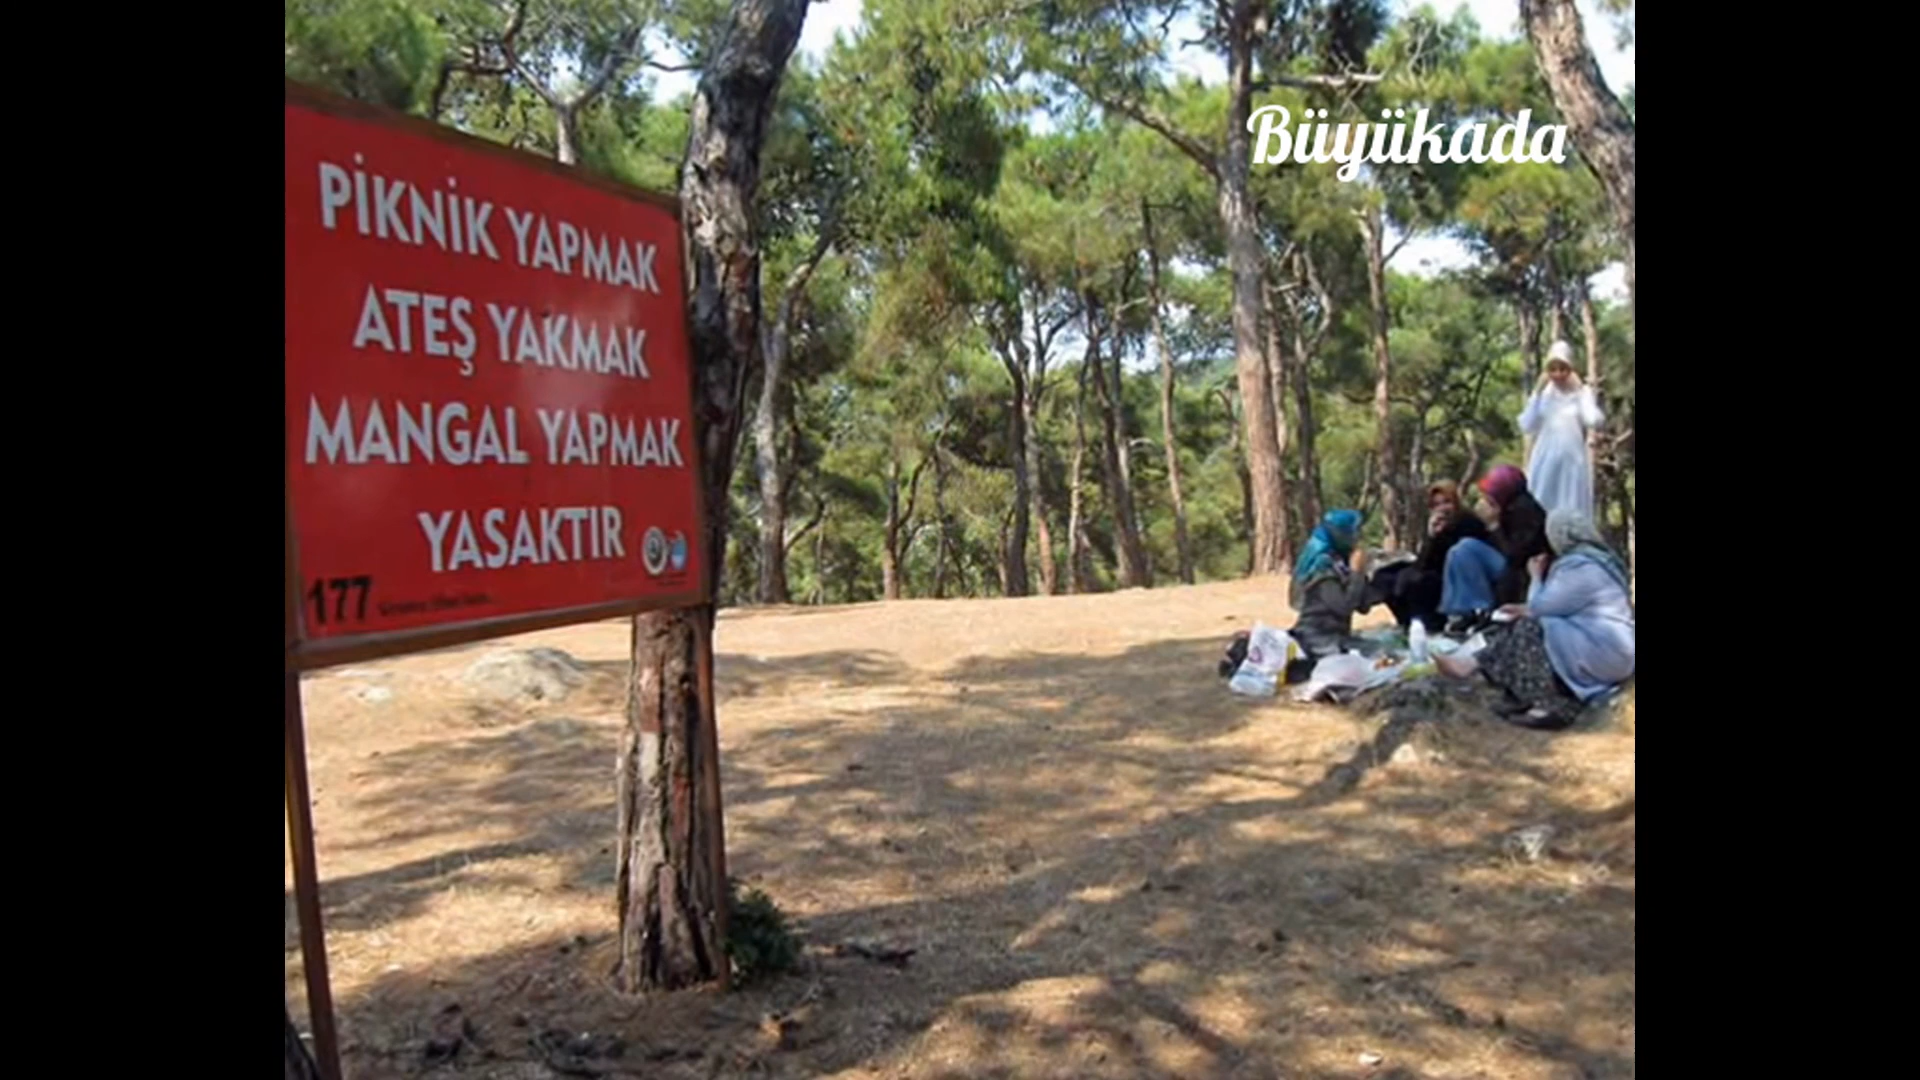 PİKNİK YAPMAK
ATEŞ YAKMAK
MANGAL YAPMAK
YASAKTIR
177
Büyükada